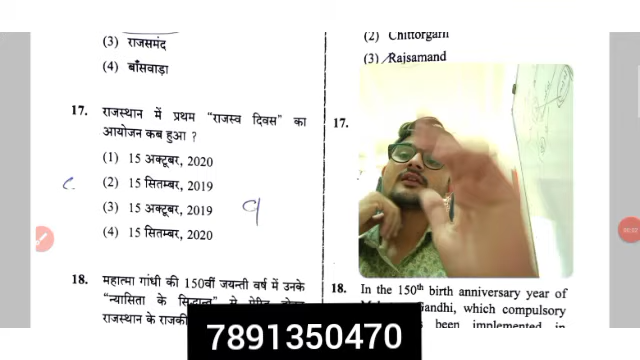 (3) राजसमंद
(4) बाँसवाड़ा
17. राजस्थान में प्रथम "राजस्व दिवस" का
आयोजन कब हुआ ?
(1) 15 अक्टूबर, 2020
(2) 15 सितम्बर, 2019
(3) 15 अक्टूबर, 2019
(4) 15 सितम्बर, 2020
18. महात्मा गांधी की 150वीं जयन्ती वर्ष में उनके
"न्यासिता के सिद्धान्त" से प्रेरित होकर
राजस्थान के
(2) Chittorgarh
(3) Rajsamand
17.
18. In the 150th birth anniversary year of
Gandhi, which compulsory
been implemented in
7891350470